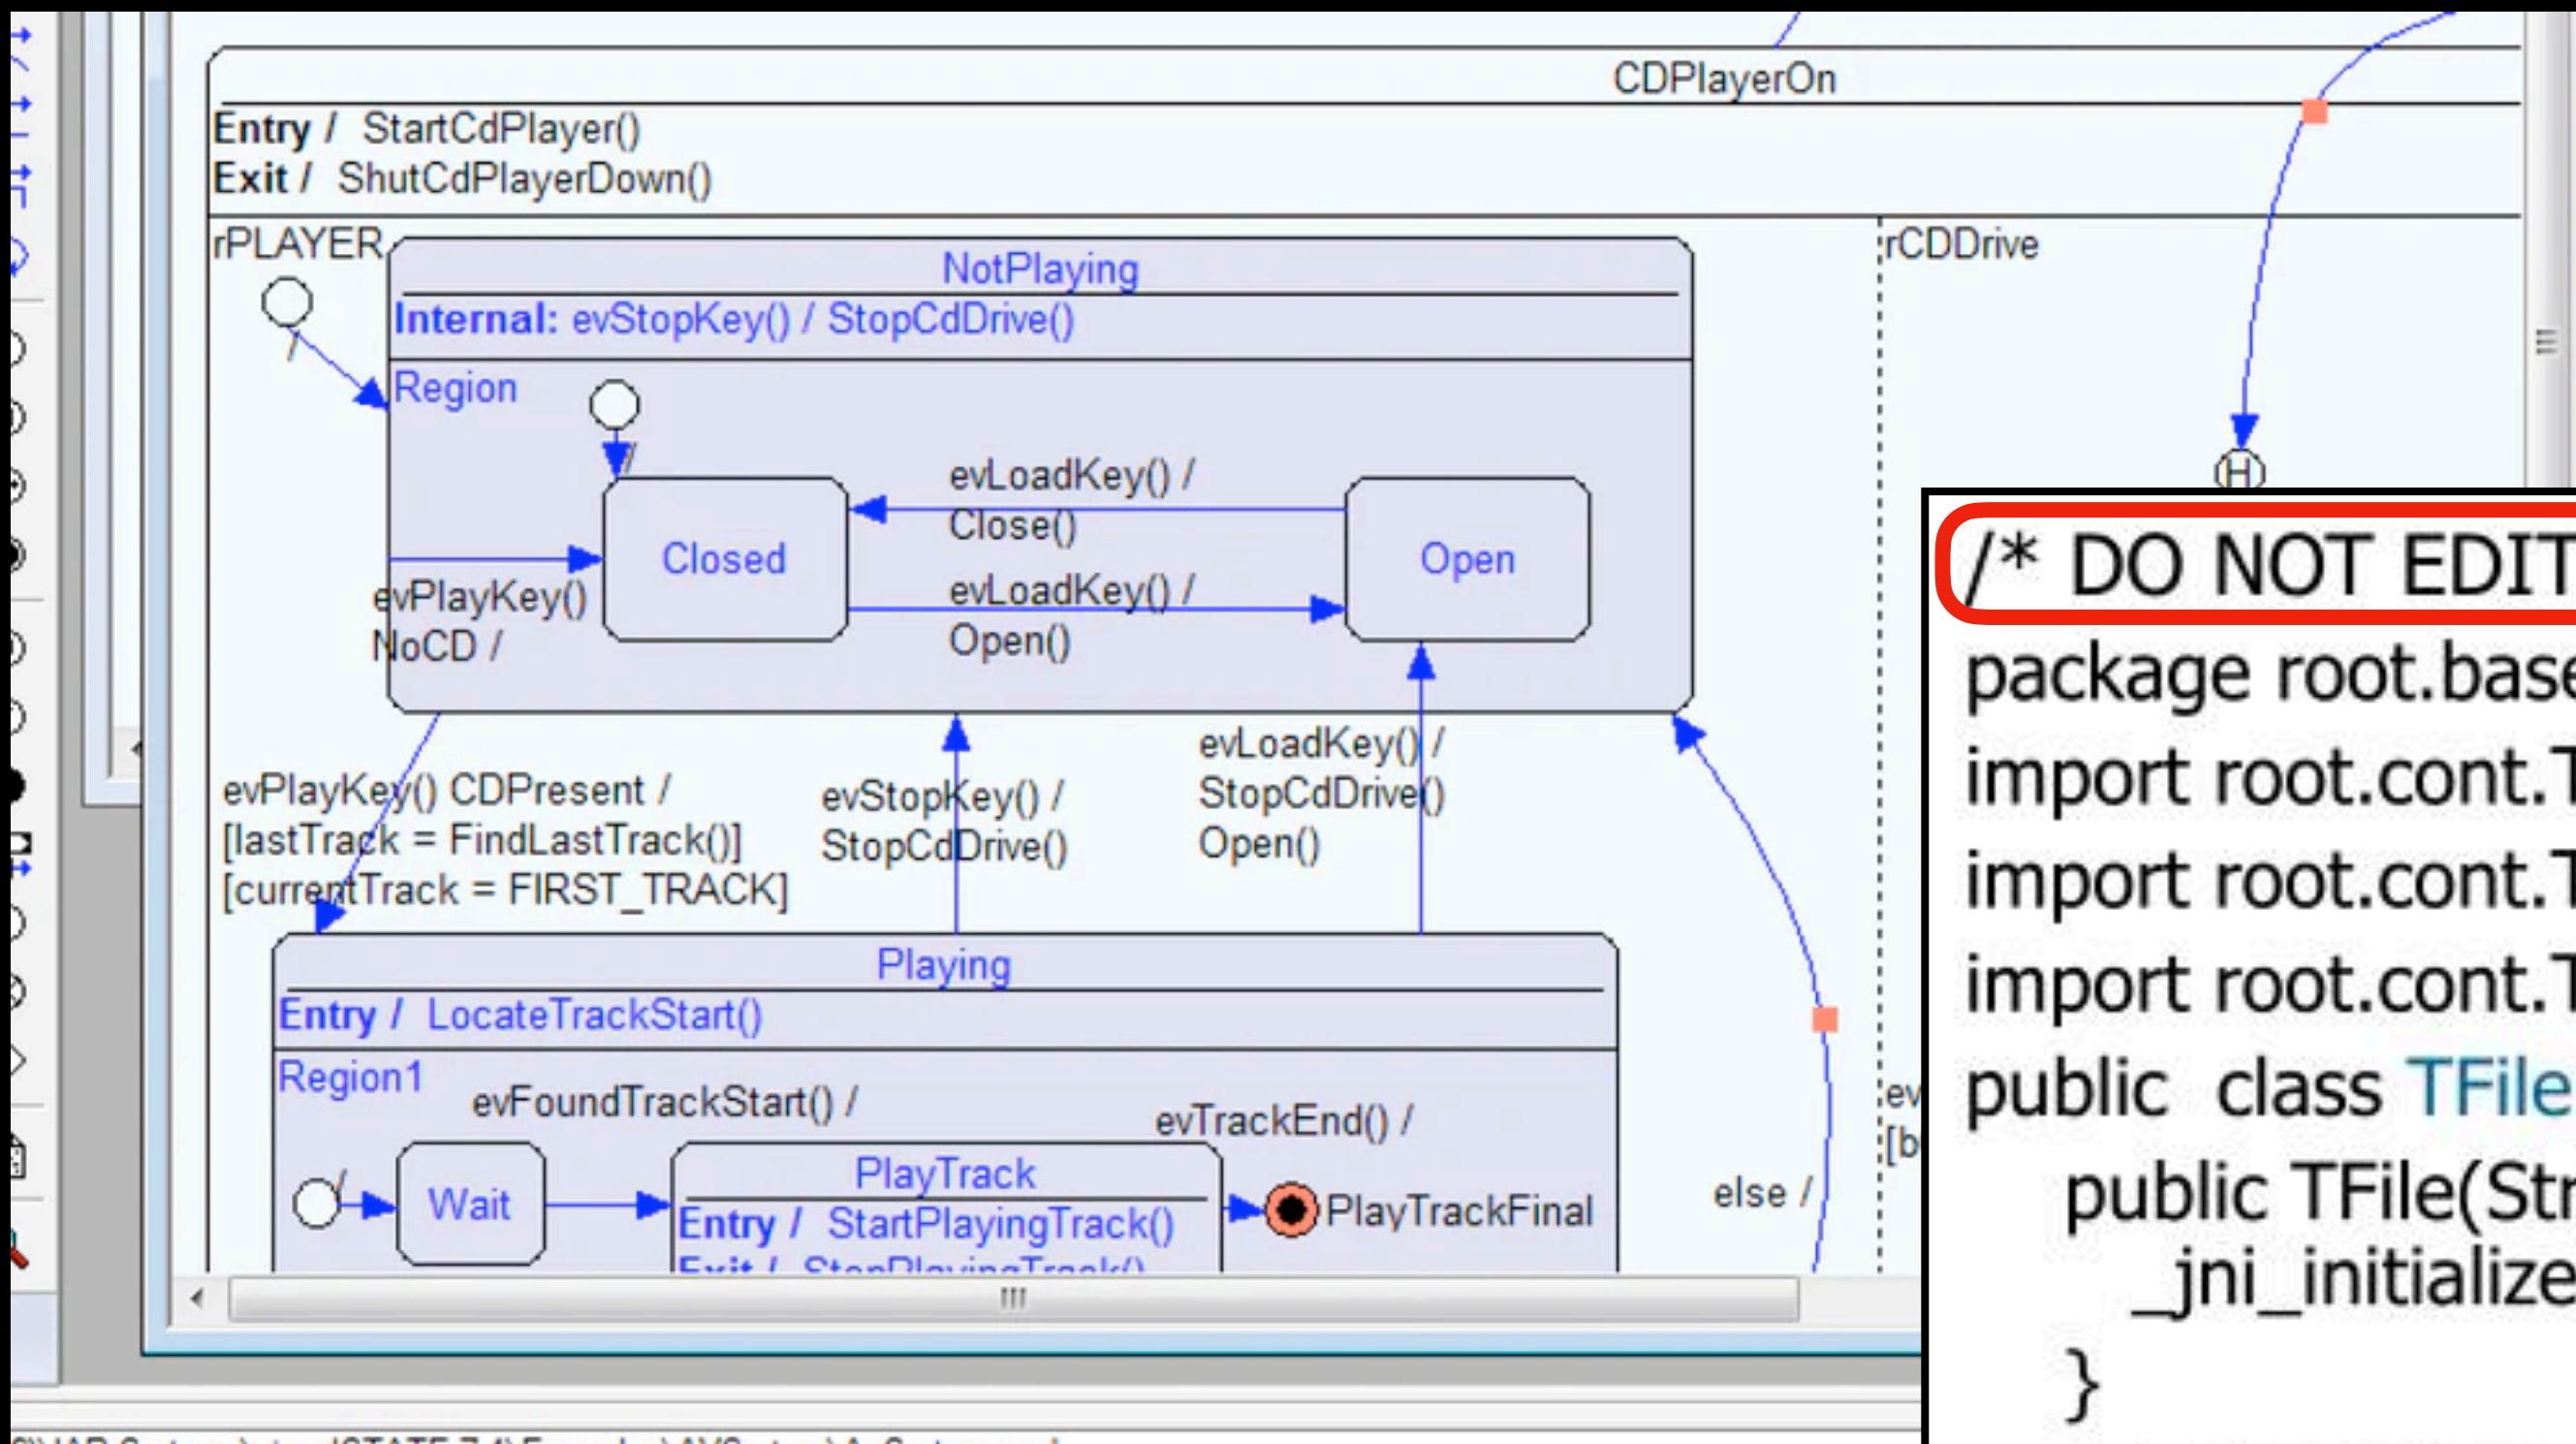 CDPlayerOn
Entry / StartCdPlayer()
Exit / ShutCdPlayerDown()
rPLAYER
NotPlaying
Internal: evStopKey() / StopCdDrive()
Region
/
/
evLoadKey() /
Close()
Closed
Open
evPlayKey()
NoCD /
evLoadKey() /
Open()
evPlayKey() CDPresent /
[lastTrack = FindLastTrack()]
[currentTrack = FIRST_TRACK]
evStopKey() /
StopCdDrive()
evLoadKey() /
StopCdDrive()
Open()
Playing
Entry / LocateTrackStart()
Region1
evFoundTrackStart() /
evTrackEnd() /
/
Wait
PlayTrack
Entry / StartPlayingTrack()
Exit / StopPlayingTrack()
PlayTrackFinal
else /
rCDDrive
H
ev
[b
/* DO NOT EDIT
package root.base
import root.cont.T
import root.cont.T
import root.cont.T
public class TFile
public TFile(Str
_jni_initialize
}